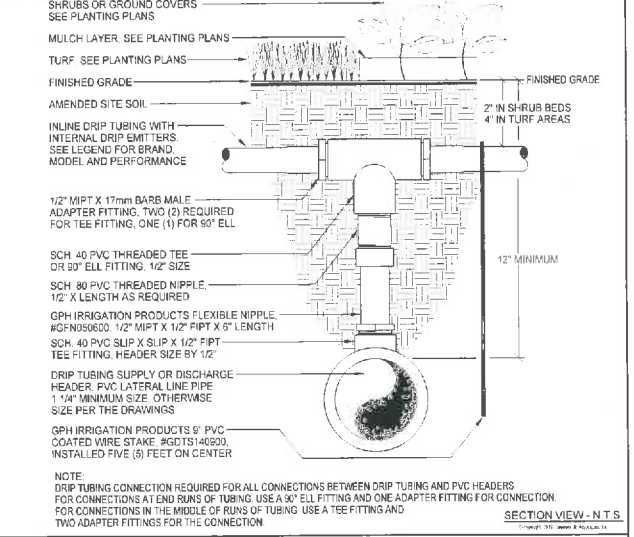 SHRUBS OR GROUND COVERS
SEE PLANTING PLANS
MULCH LAYER, SEE PLANTING PLANS
TURF, SEE PLANTING PLANS
FINISHED GRADE
AMENDED SITE SOIL
INLINE DRIP TUBING WITH
INTERNAL DRIP EMITTERS.
SEE LEGEND FOR BRAND,
MODEL AND PERFORMANCE
1/2" MIPT X 17mm BARB MALE
ADAPTER FITTING, TWO (2) REQUIRED
FOR TEE FITTING, ONE (1) FOR 90° ELL
SCH. 40 PVC THREADED TEE
OR 90° ELL FITTING, 1/2" SIZE
SCH. 80 PVC THREADED NIPPLE,
1/2" X LENGTH AS REQUIRED
GPH IRRIGATION PRODUCTS FLEXIBLE NIPPLE,
#GFN050600, 1/2" MIPT X 1/2" FIPT X 6" LENGTH
SCH. 40 PVC SLIP X SLIP X 1/2" FIPT
TEE FITTING, HEADER SIZE BY 1/2"
DRIP TUBING SUPPLY OR DISCHARGE
HEADER. PVC LATERAL LINE PIPE
1 1/4" MINIMUM SIZE, OTHERWISE
SIZE PER THE DRAWINGS
GPH IRRIGATION PRODUCTS 9" PVC
COATED WIRE STAKE, #GDTS140900,
INSTALLED FIVE (5) FEET ON CENTER
FINISHED GRADE
2" IN SHRUB BEDS
4" IN TURF AREAS
12" MINIMUM
NOTE:
DRIP TUBING CONNECTION REQUIRED FOR ALL CONNECTIONS BETWEEN DRIP TUBING AND PVC HEADERS
FOR CONNECTIONS AT END RUNS OF TUBING. USE A 90° ELL FITTING AND ONE ADAPTER FITTING FOR CONNECTION.
FOR CONNECTIONS IN THE MIDDLE OF RUNS OF TUBING USE A TEE FITTING AND
TWO ADAPTER FITTINGS FOR THE CONNECTION.
SECTION VIEW - N.T.S.